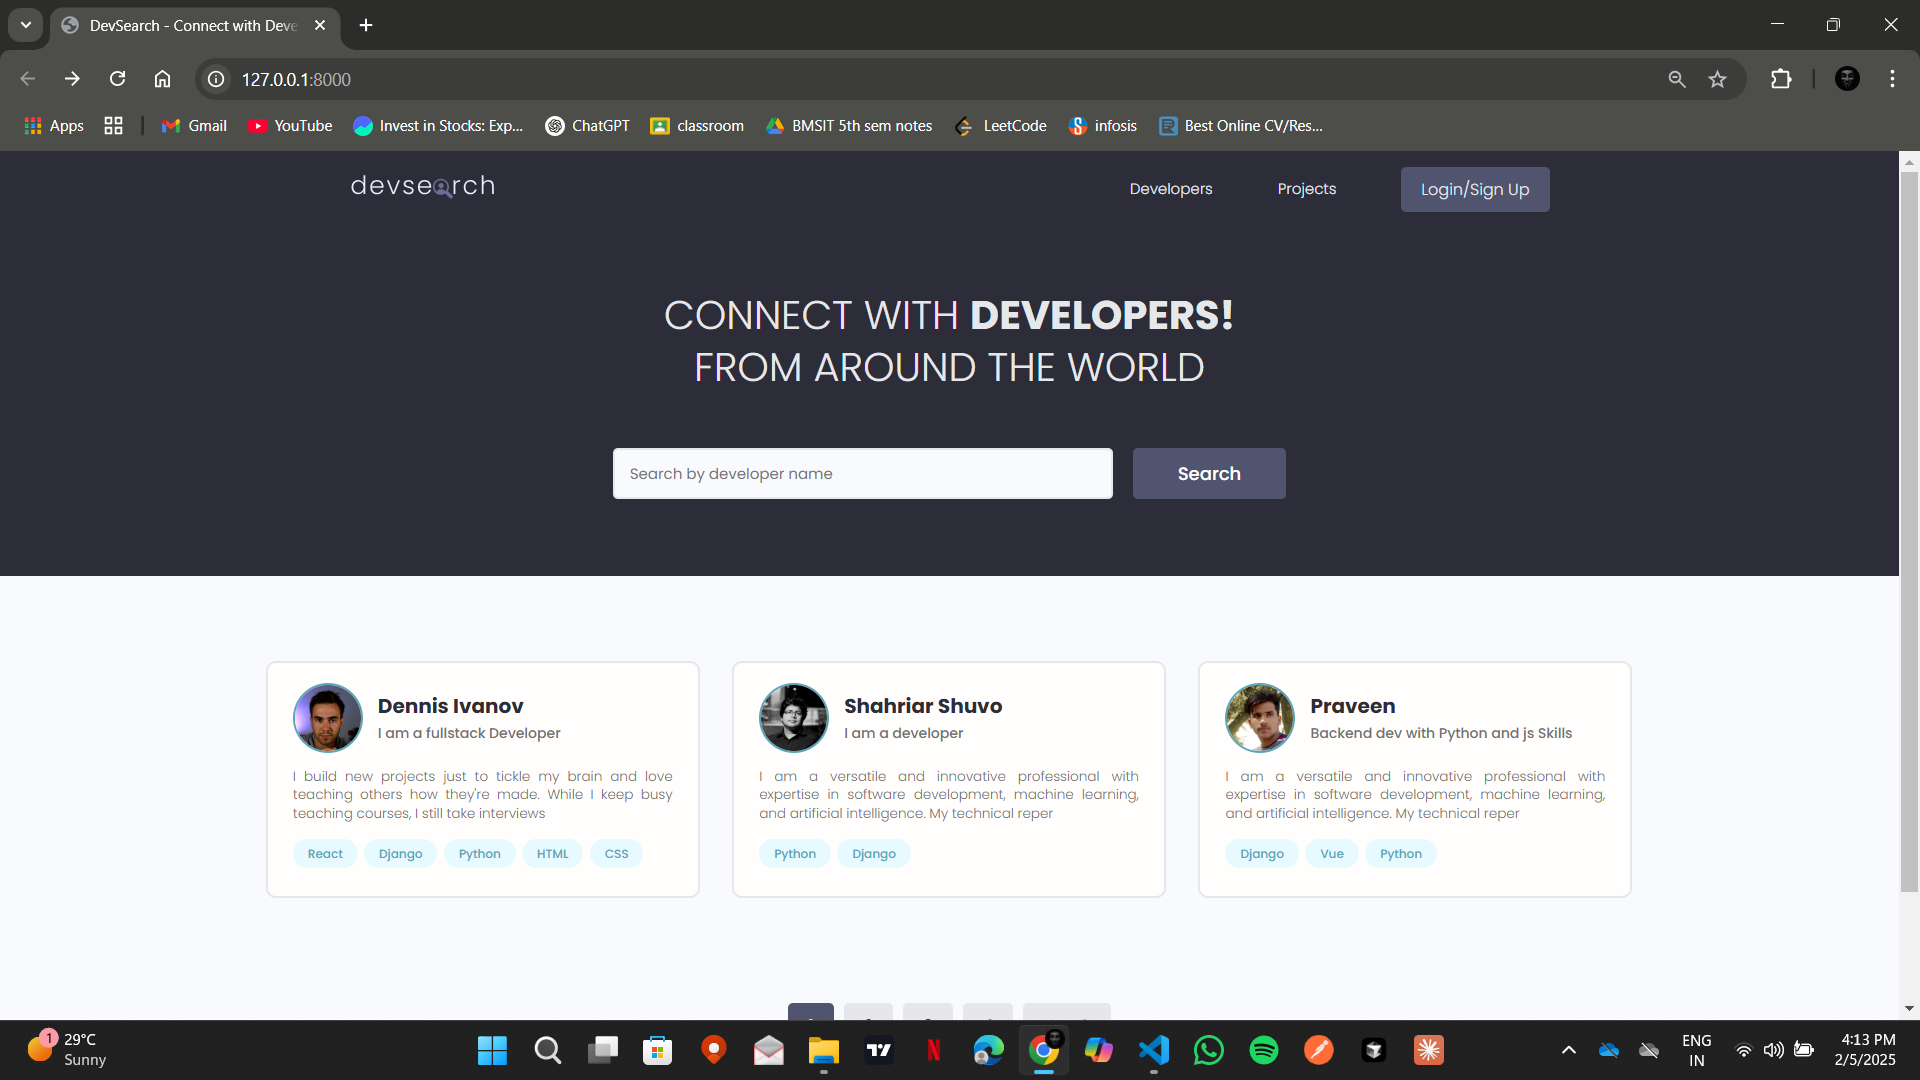 DevSearch - Connect with Deve
127.0.0.1:8000
Apps
Gmail
YouTube
Invest in Stocks: Exp...
ChatGPT
classroom
BMSIT 5th sem notes
LeetCode
infosis
Best Online CV/Res...
devsearch
Developers
Projects
Login/Sign Up
CONNECT WITH DEVELOPERS!
FROM AROUND THE WORLD
Search by developer name
Search
Dennis Ivanov
I am a fullstack Developer
I build new projects just to tickle my brain and love
teaching others how they're made. While I keep busy
teaching courses, I still take interviews
React Django Python HTML CSS
Shahriar Shuvo
I am a developer
I am a versatile and innovative professional with
expertise in software development, machine learning,
and artificial intelligence. My technical reper
Python Django
Praveen
Backend dev with Python and js Skills
I am a versatile and innovative professional with
expertise in software development, machine learning,
and artificial intelligence. My technical reper
Django Vue Python
1
29°C
Sunny
ENG
IN
4:13 PM
2/5/2025